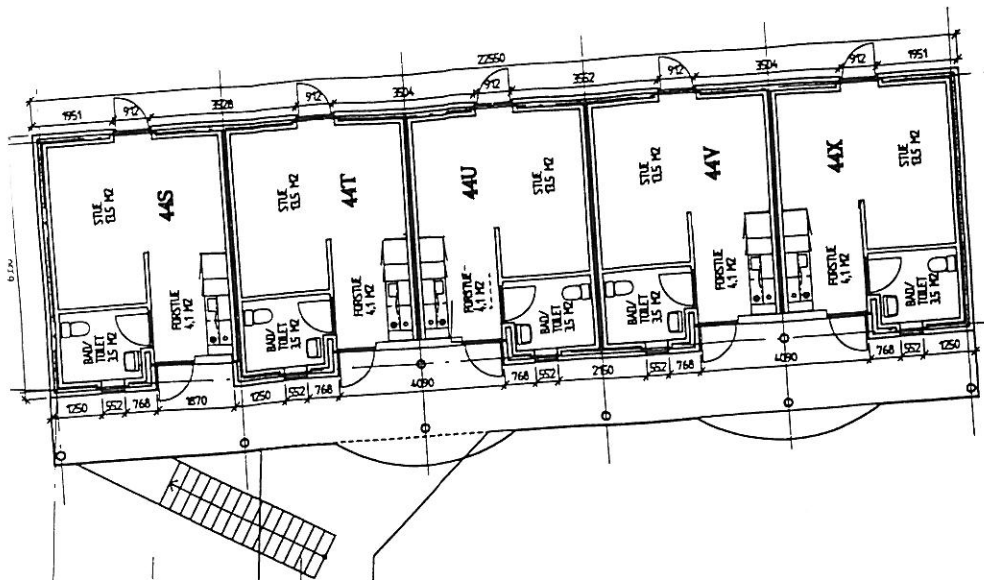 22550
1951
912
3528
912
3504
912
3552
912
3504
912
1951
STUE
13.5 M2
44S
STUE
13.5 M2
44T
44U
STUE
13.5 M2
STUE
13.5 M2
44V
44X
STUE
13.5 M2
FORSTUE
4,1 M2
FORSTUE
4,1 M2
FORSTUE
4,1 M2
FORSTUE
4,1 M2
FORSTUE
4,1 M2
BAD/
TOILET
3.5 M2
BAD/
TOILET
3.5 M2
BAD/
TOILET
3.5 M2
BAD/
TOILET
3.5 M2
BAD/
TOILET
3.5 M2
1250
552
768
1870
1250
552
768
4090
768
552
2150
552
768
4090
768
552
1250